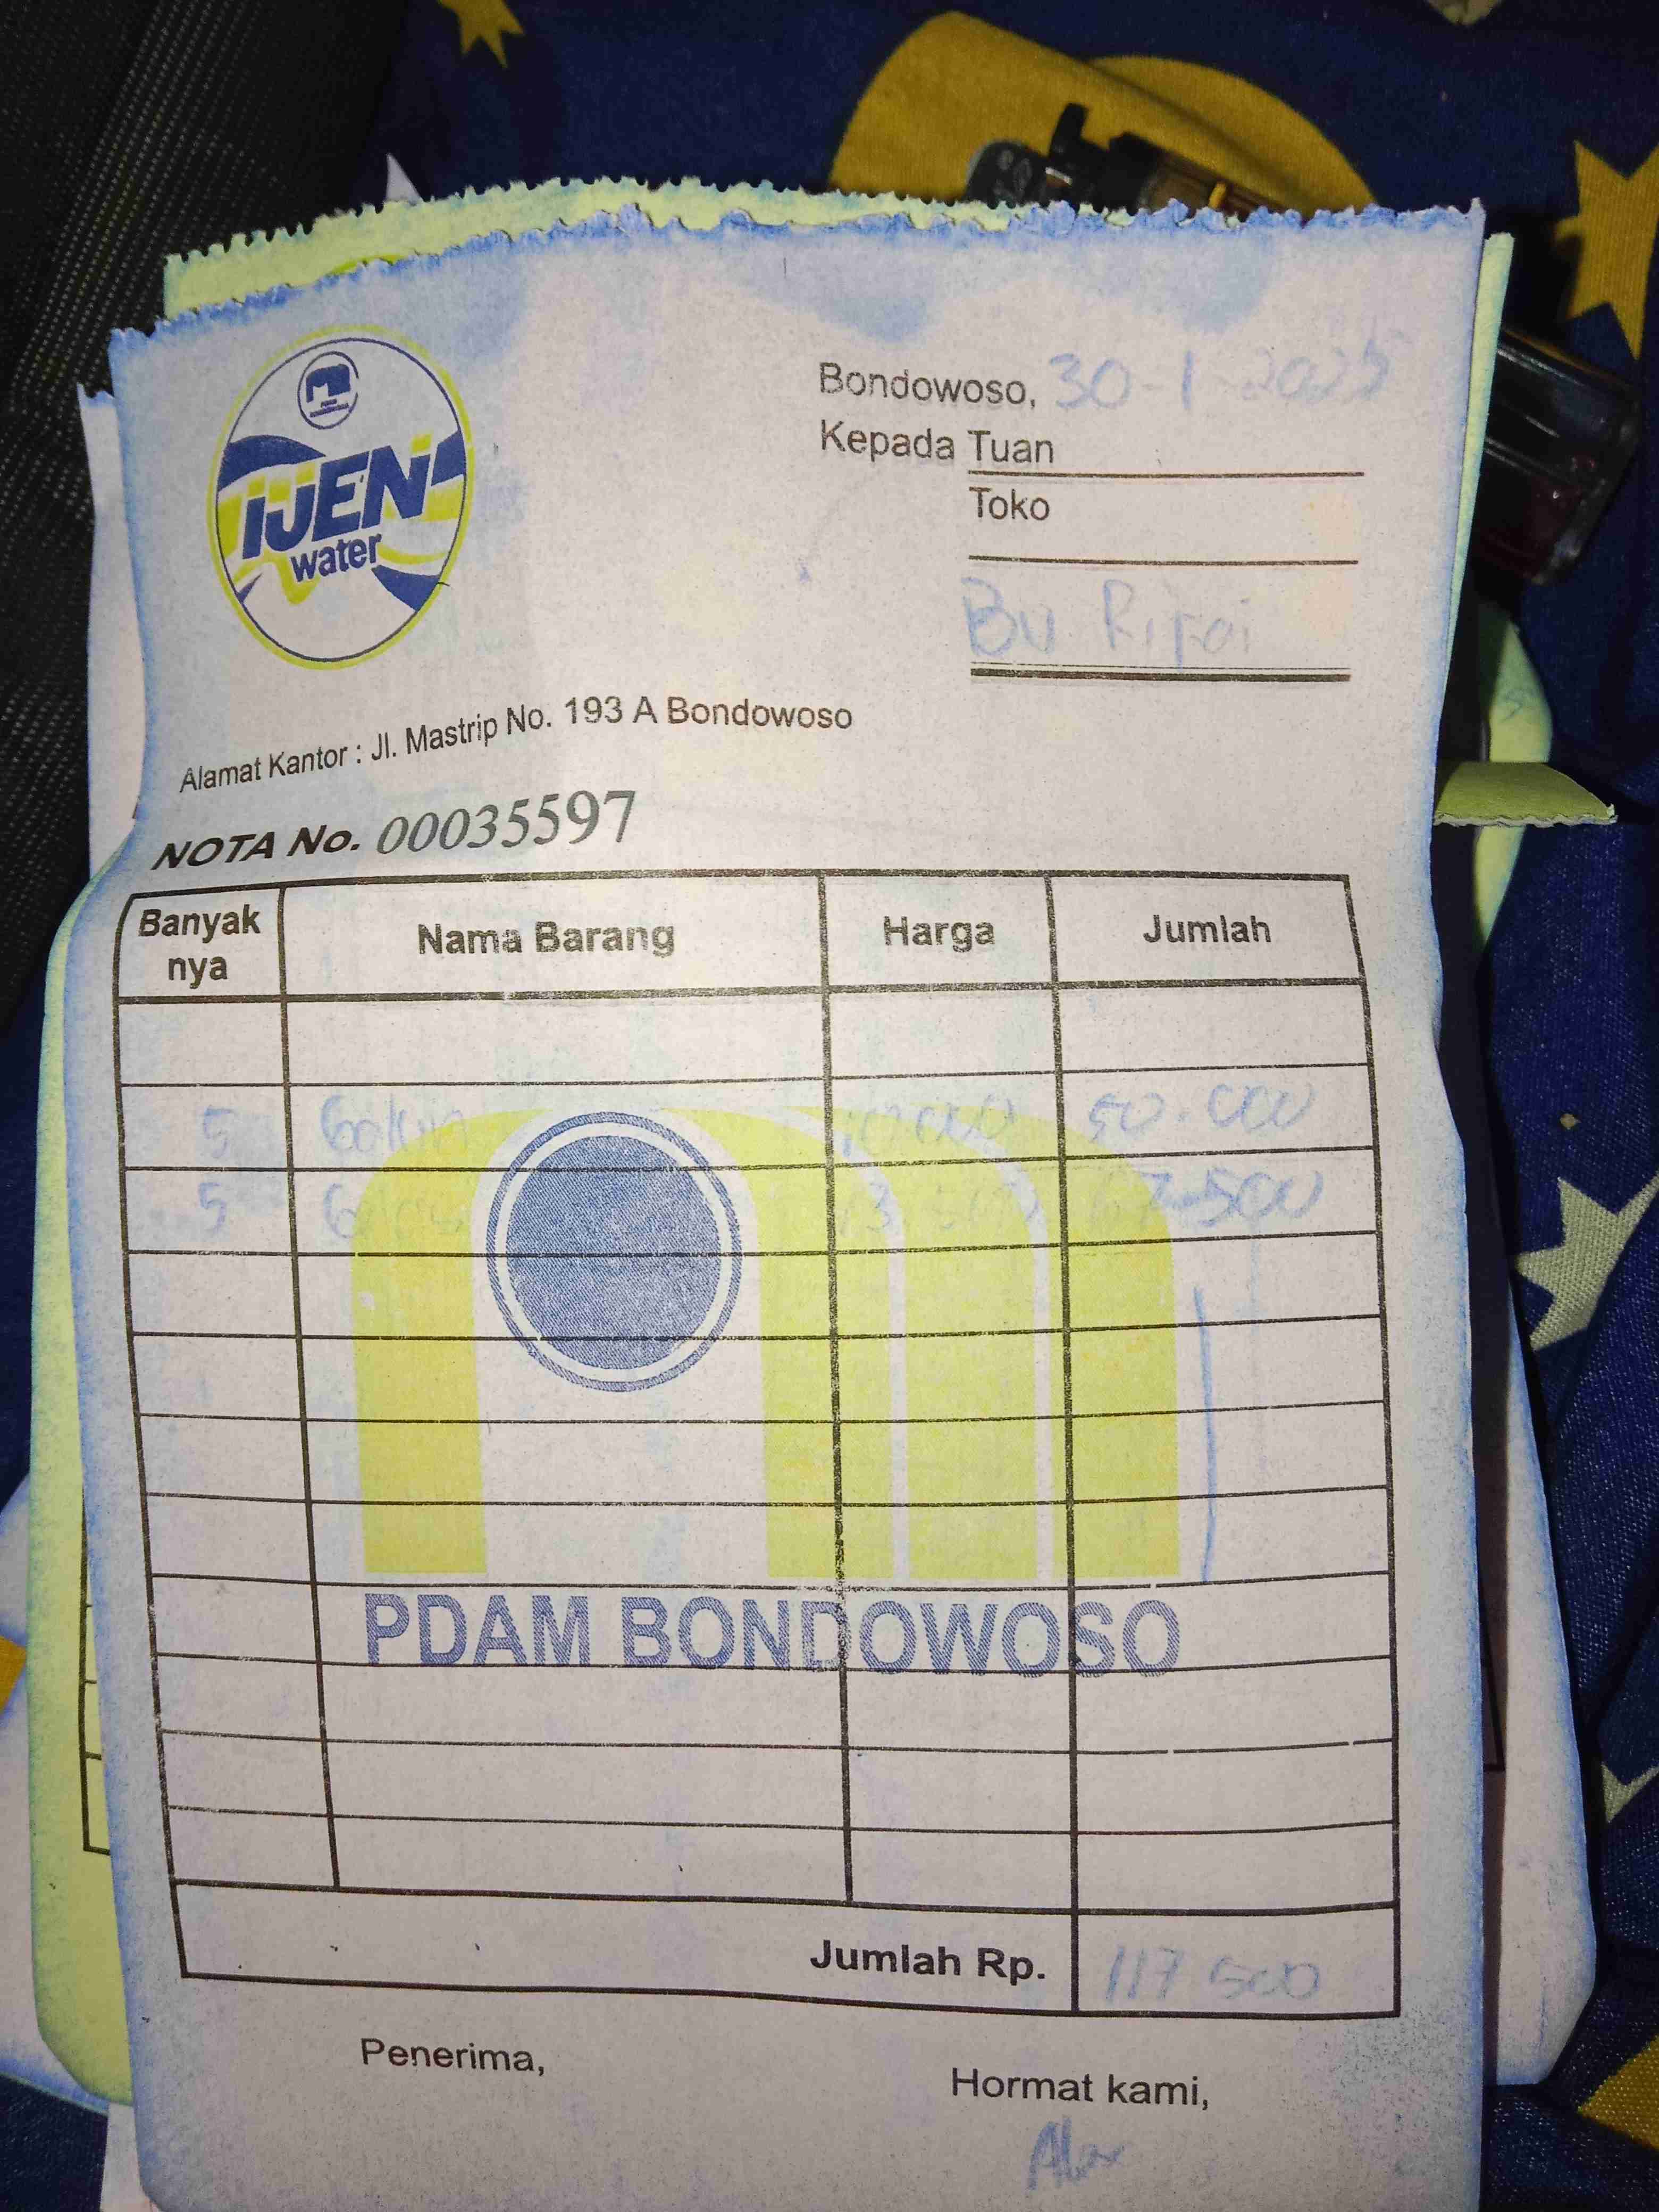 IJEN
water
Bondowoso, 30-1-2025
Kepada Tuan
Toko
Bu Rifai
Alamat Kantor : Jl. Mastrip No. 193 A Bondowoso
NOTA No. 00035597
Banyak nya Nama Barang Harga Jumlah
5 Galon 10.000 50.000
5 Galon 13.500 67.500
PDAM BONDOWOSO
Jumlah Rp. 117 500
Penerima,
Hormat kami,